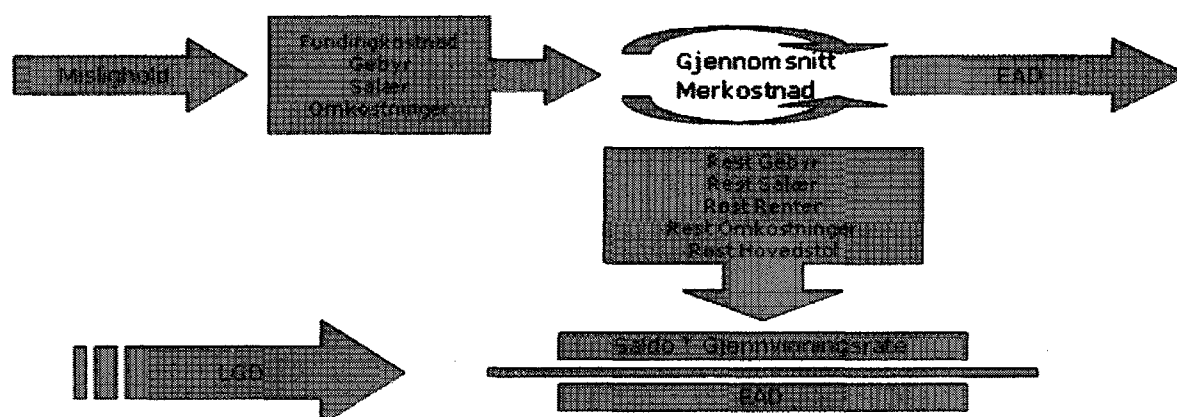 Mislighold
Fundingkostnad
Gebyr
Salær
Omkostninger
Gjennomsnitt
Merkostnad
EAD
Rest Gebyr
Rest Salær
Rest Renter
Rest Omkostninger
Rest Hovedstol
LGD
Saldo * Gjennvinningsrate
EAD